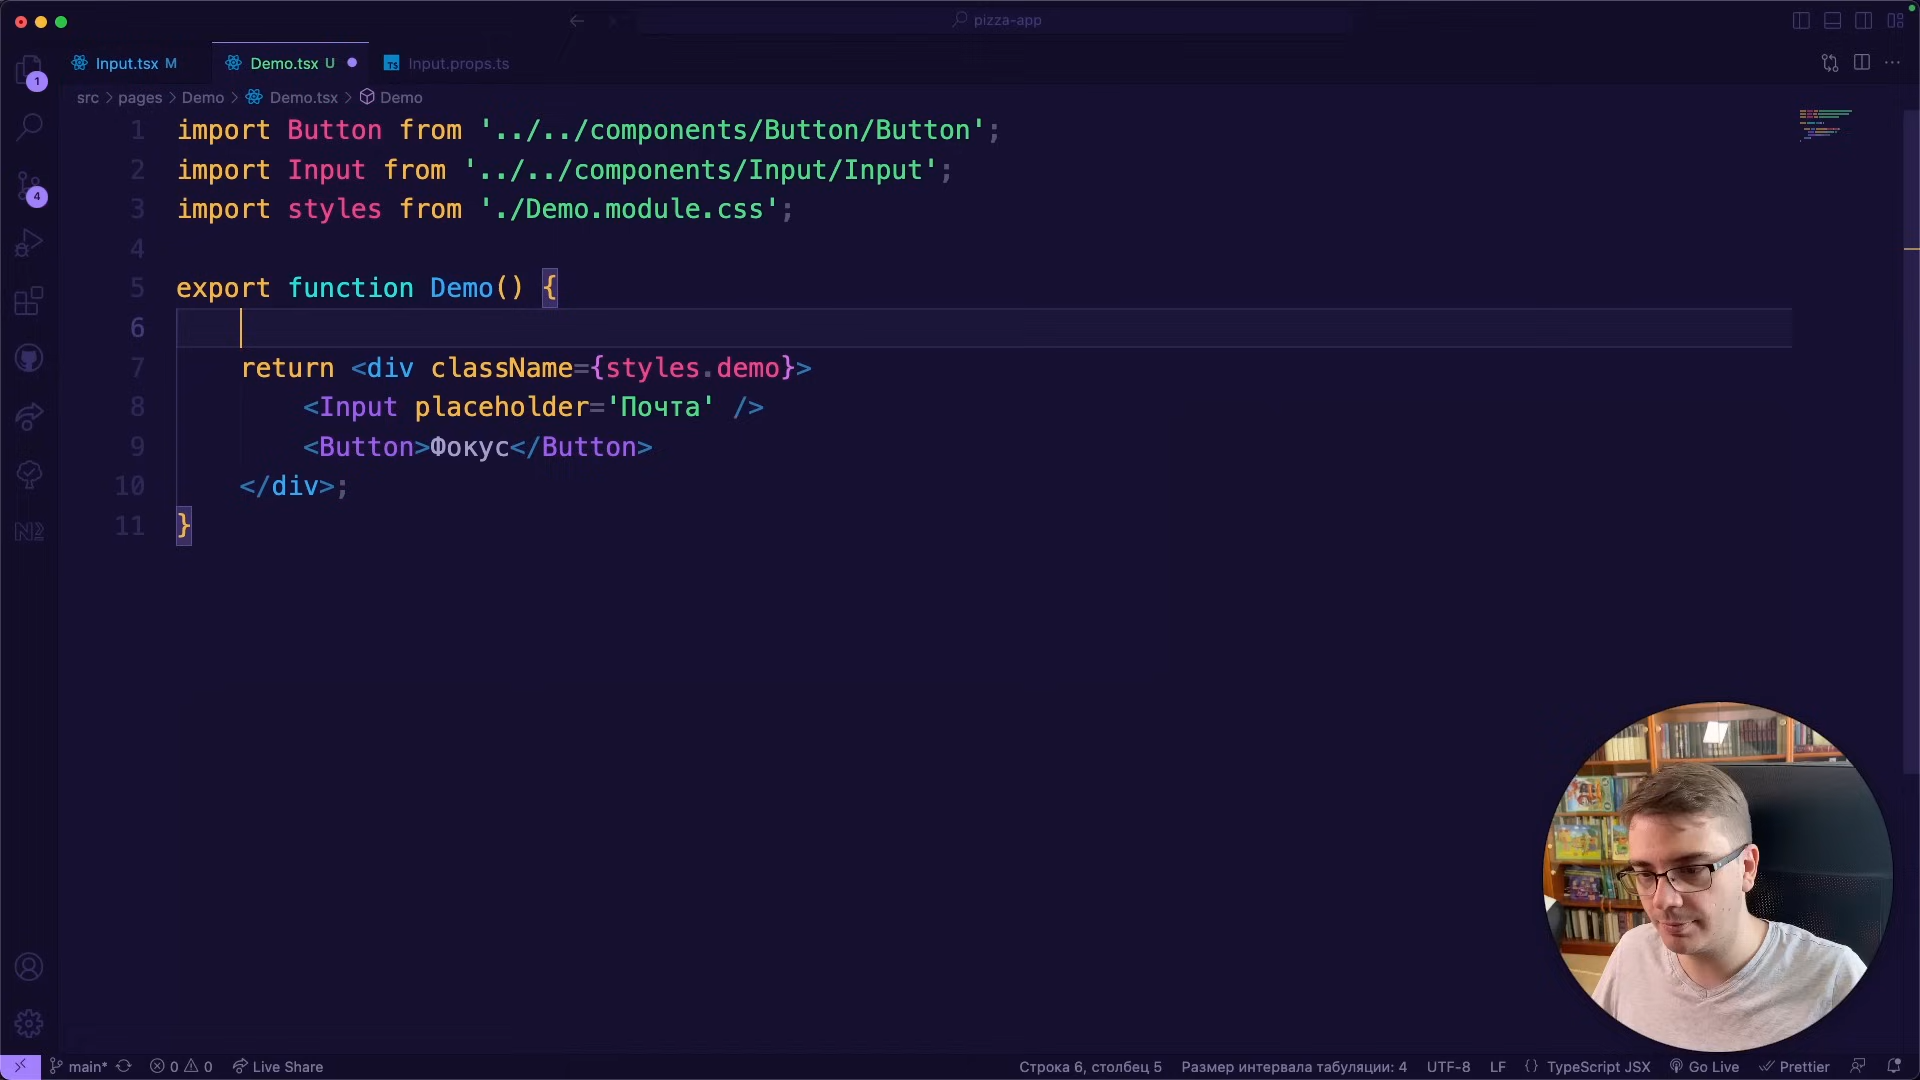 pizza-app
Input.tsx M
Demo.tsx U
Input.props.ts
src > pages > Demo > Demo.tsx > Demo
1 import Button from '../../components/Button/Button';
2 import Input from '../../components/Input/Input';
3 import styles from './Demo.module.css';
4
5 export function Demo() {
6
7 return <div className={styles.demo}>
8 <Input placeholder='Почта' />
9 <Button>Фокус</Button>
10 </div>;
11 }
1
4
main* 0 0 Live Share Строка 6, столбец 5 Размер интервала табуляции: 4 UTF-8 LF {} TypeScript JSX Go Live Prettier